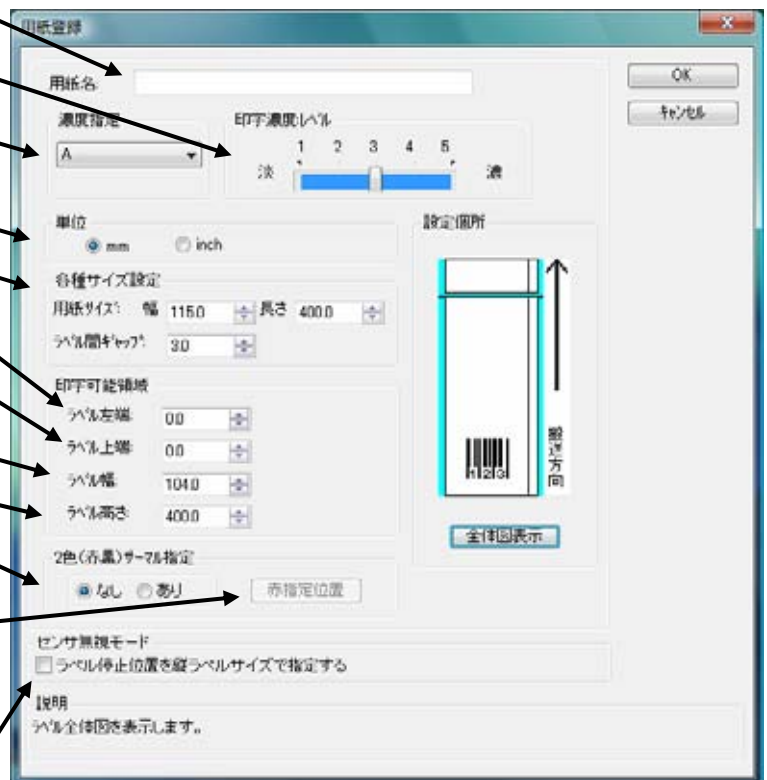 用紙登録
OK
キャンセル
用紙名:
濃度指定
A
印字濃度レベル
1 2 3 4 5
淡 濃
単位
mm inch
設定個所
各種サイズ設定
用紙サイズ: 幅 115.0 長さ 400.0
ラベル間ギャップ: 3.0
印字可能領域
ラベル左端: 0.0
ラベル上端: 0.0
ラベル幅: 104.0
ラベル高さ: 400.0
123
搬送方向
全体図表示
2色(赤黒)サーマル指定
なし あり
赤指定位置
センサ無視モード
ラベル停止位置を縦ラベルサイズで指定する
説明
ラベル全体図を表示します。